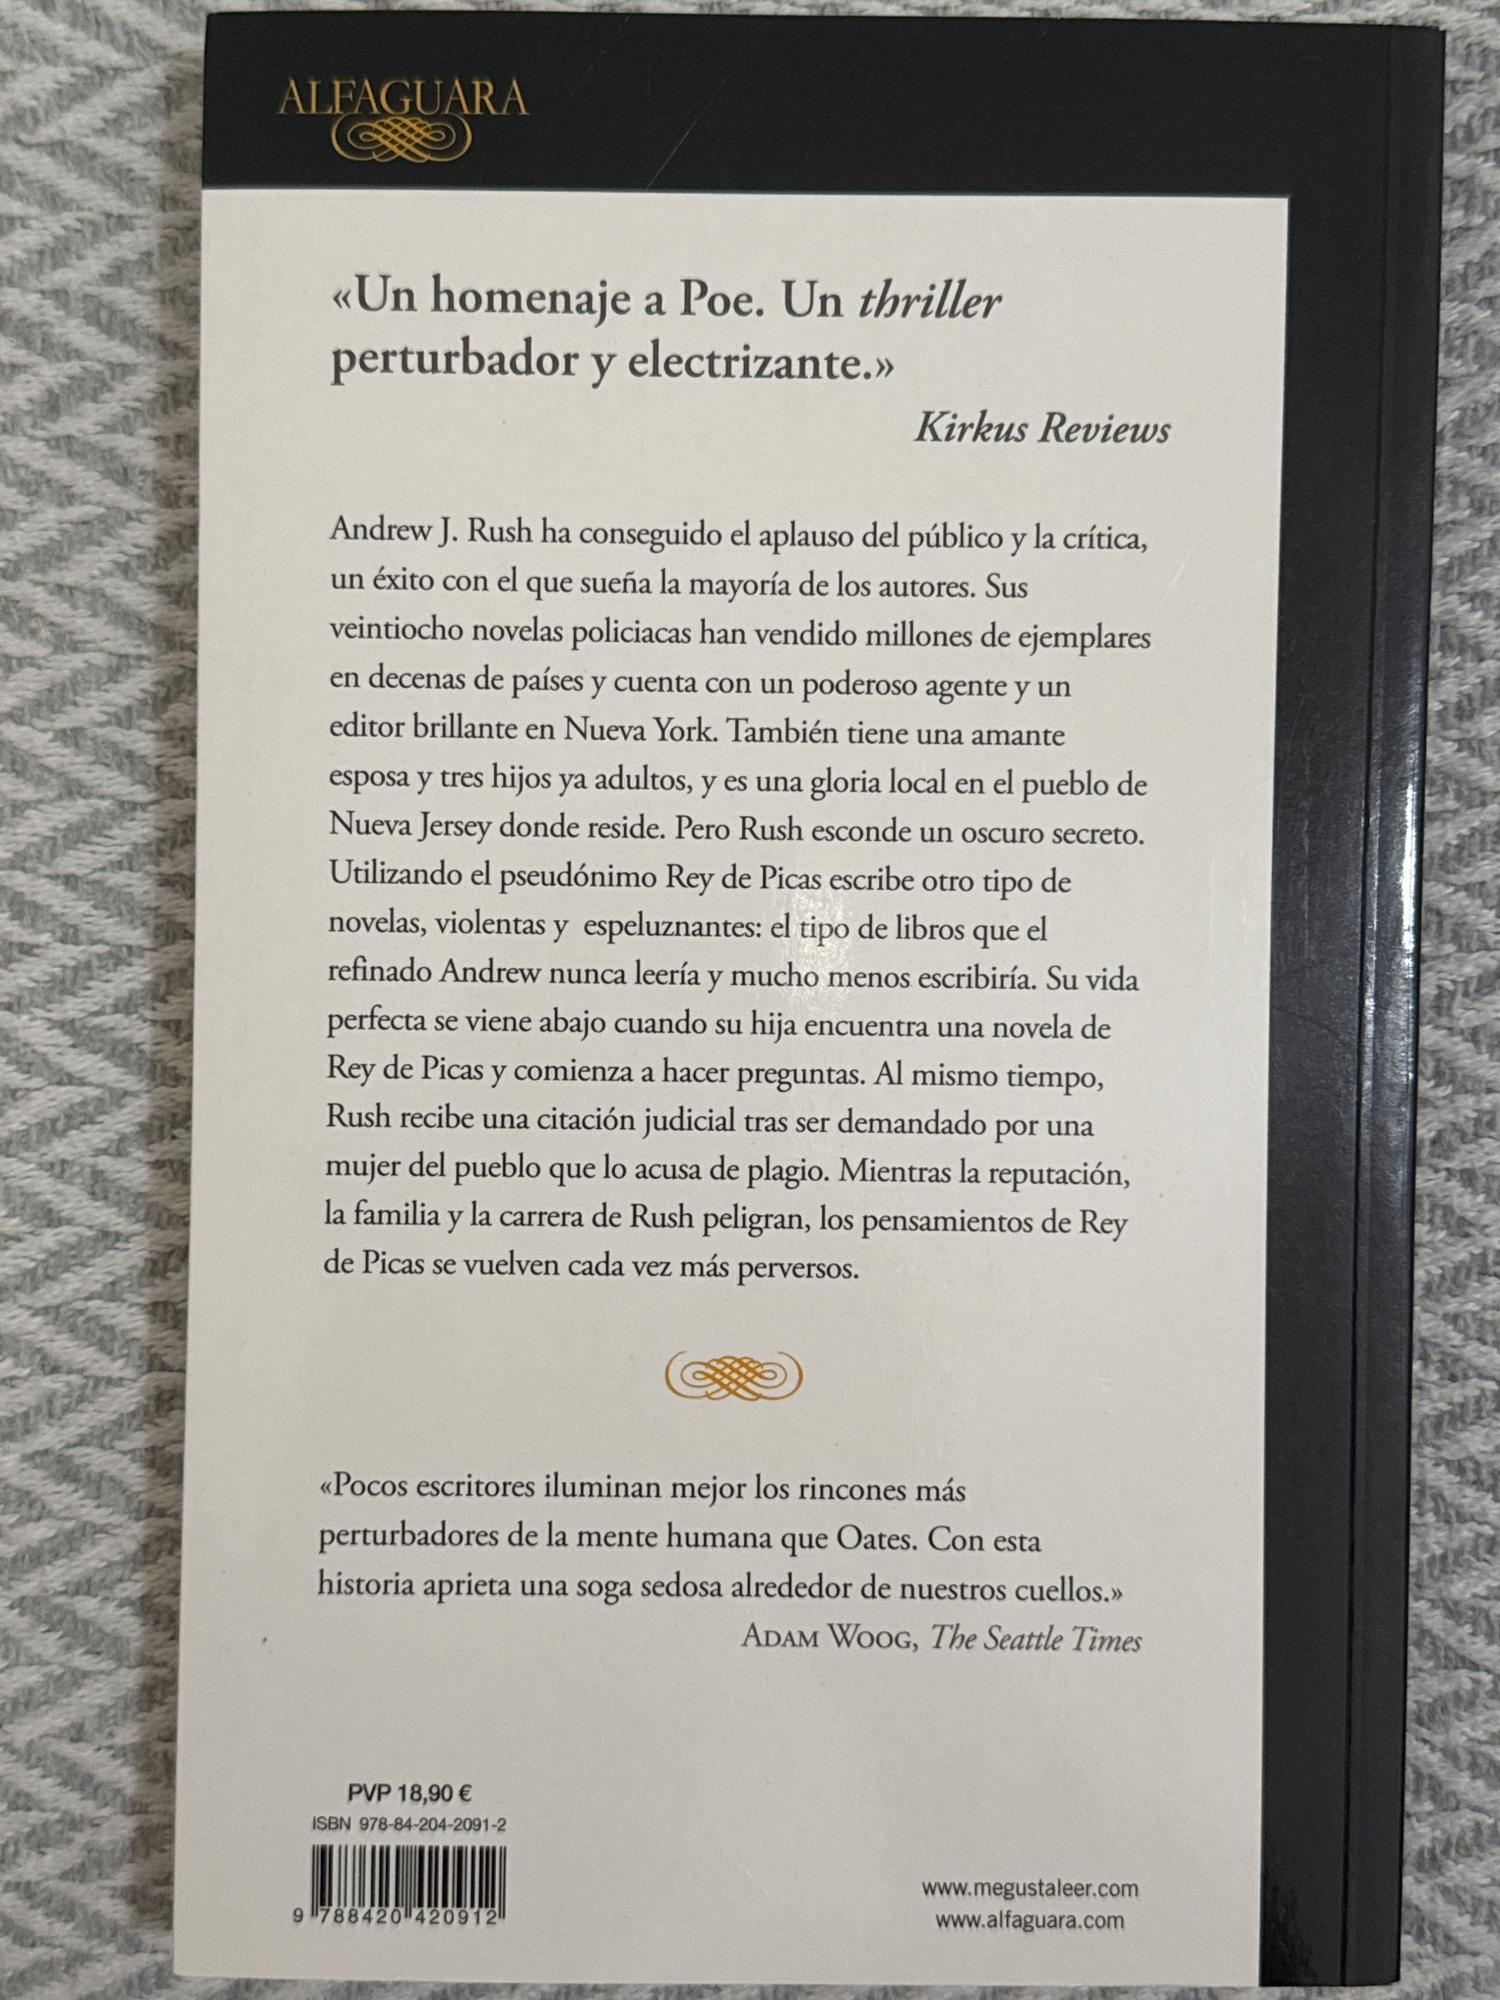 ALFAGUARA
«Un homenaje a Poe. Un thriller
perturbador y electrizante.»
Kirkus Reviews
Andrew J. Rush ha conseguido el aplauso del público y la crítica,
un éxito con el que sueña la mayoría de los autores. Sus
veintiocho novelas policiacas han vendido millones de ejemplares
en decenas de países y cuenta con un poderoso agente y un
editor brillante en Nueva York. También tiene una amante
esposa y tres hijos ya adultos, y es una gloria local en el pueblo de
Nueva Jersey donde reside. Pero Rush esconde un oscuro secreto.
Utilizando el pseudónimo Rey de Picas escribe otro tipo de
novelas, violentas y espeluznantes: el tipo de libros que el
refinado Andrew nunca leería y mucho menos escribiría. Su vida
perfecta se viene abajo cuando su hija encuentra una novela de
Rey de Picas y comienza a hacer preguntas. Al mismo tiempo,
Rush recibe una citación judicial tras ser demandado por una
mujer del pueblo que lo acusa de plagio. Mientras la reputación,
la familia y la carrera de Rush peligran, los pensamientos de Rey
de Picas se vuelven cada vez más perversos.
«Pocos escritores iluminan mejor los rincones más
perturbadores de la mente humana que Oates. Con esta
historia aprieta una soga sedosa alrededor de nuestros cuellos.»
ADAM WOOG, The Seattle Times
PVP 18,90 €
ISBN 978-84-204-2091-2
9 788420 420912
www.megustaleer.com
www.alfaguara.com